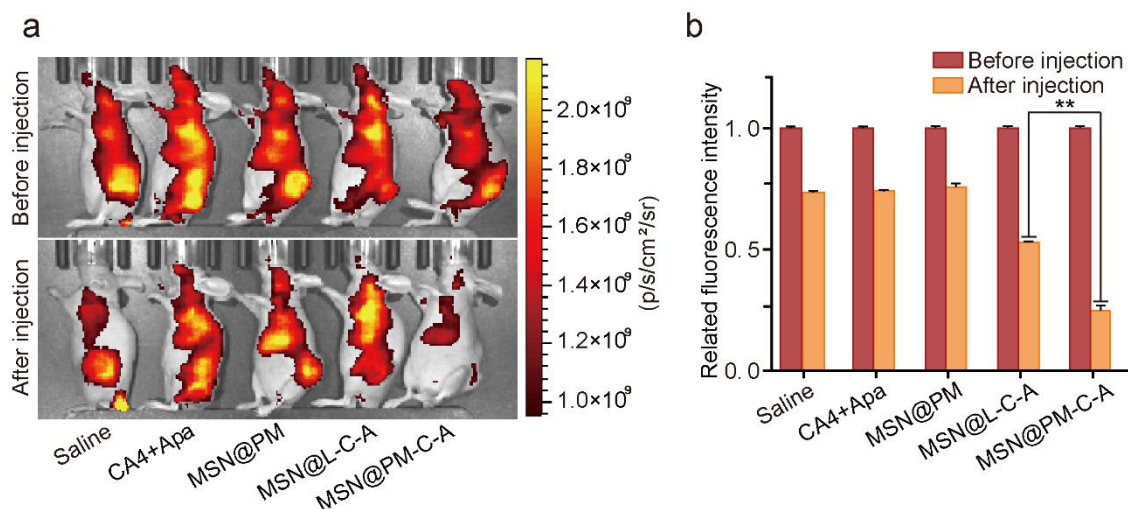 a
Before injection
After injection
2.0×10⁹
1.8×10⁹
1.6×10⁹
1.4×10⁹
1.2×10⁹
1.0×10⁹
(p/s/cm²/sr)
Saline
CA4+Apa
MSN@PM
MSN@L-C-A
MSN@PM-C-A
b
Before injection
After injection
**
Related fluorescence intensity
1.0
0.5
0.0
Saline
CA4+Apa
MSN@PM
MSN@L-C-A
MSN@PM-C-A